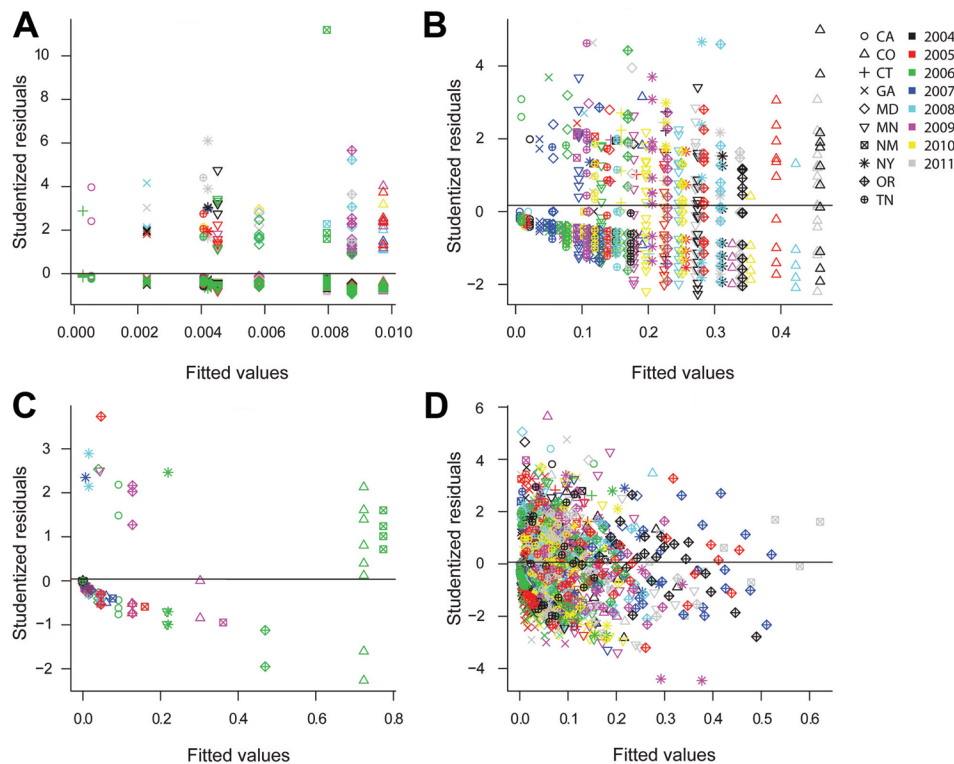 A
Studentized residuals
10
8
6
4
2
0
0.000
0.002
0.004
0.006
0.008
0.010
Fitted values
B
Studentized residuals
4
2
0
−2
0.0
0.1
0.2
0.3
0.4
Fitted values
CA
CO
CT
GA
MD
MN
NM
NY
OR
TN
2004
2005
2006
2007
2008
2009
2010
2011
C
Studentized residuals
3
2
1
0
−1
−2
0.0
0.2
0.4
0.6
0.8
Fitted values
D
Studentized residuals
6
4
2
0
−2
−4
0.0
0.1
0.2
0.3
0.4
0.5
0.6
Fitted values